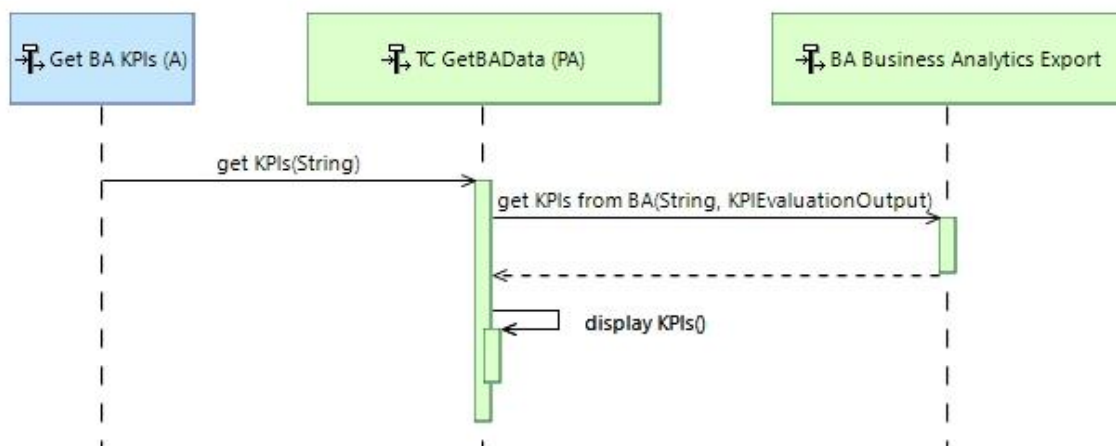 Get BA KPIs (A)
TC GetBAData (PA)
BA Business Analytics Export
get KPIs(String)
get KPIs from BA(String, KPIEvaluationOutput)
display KPIs()